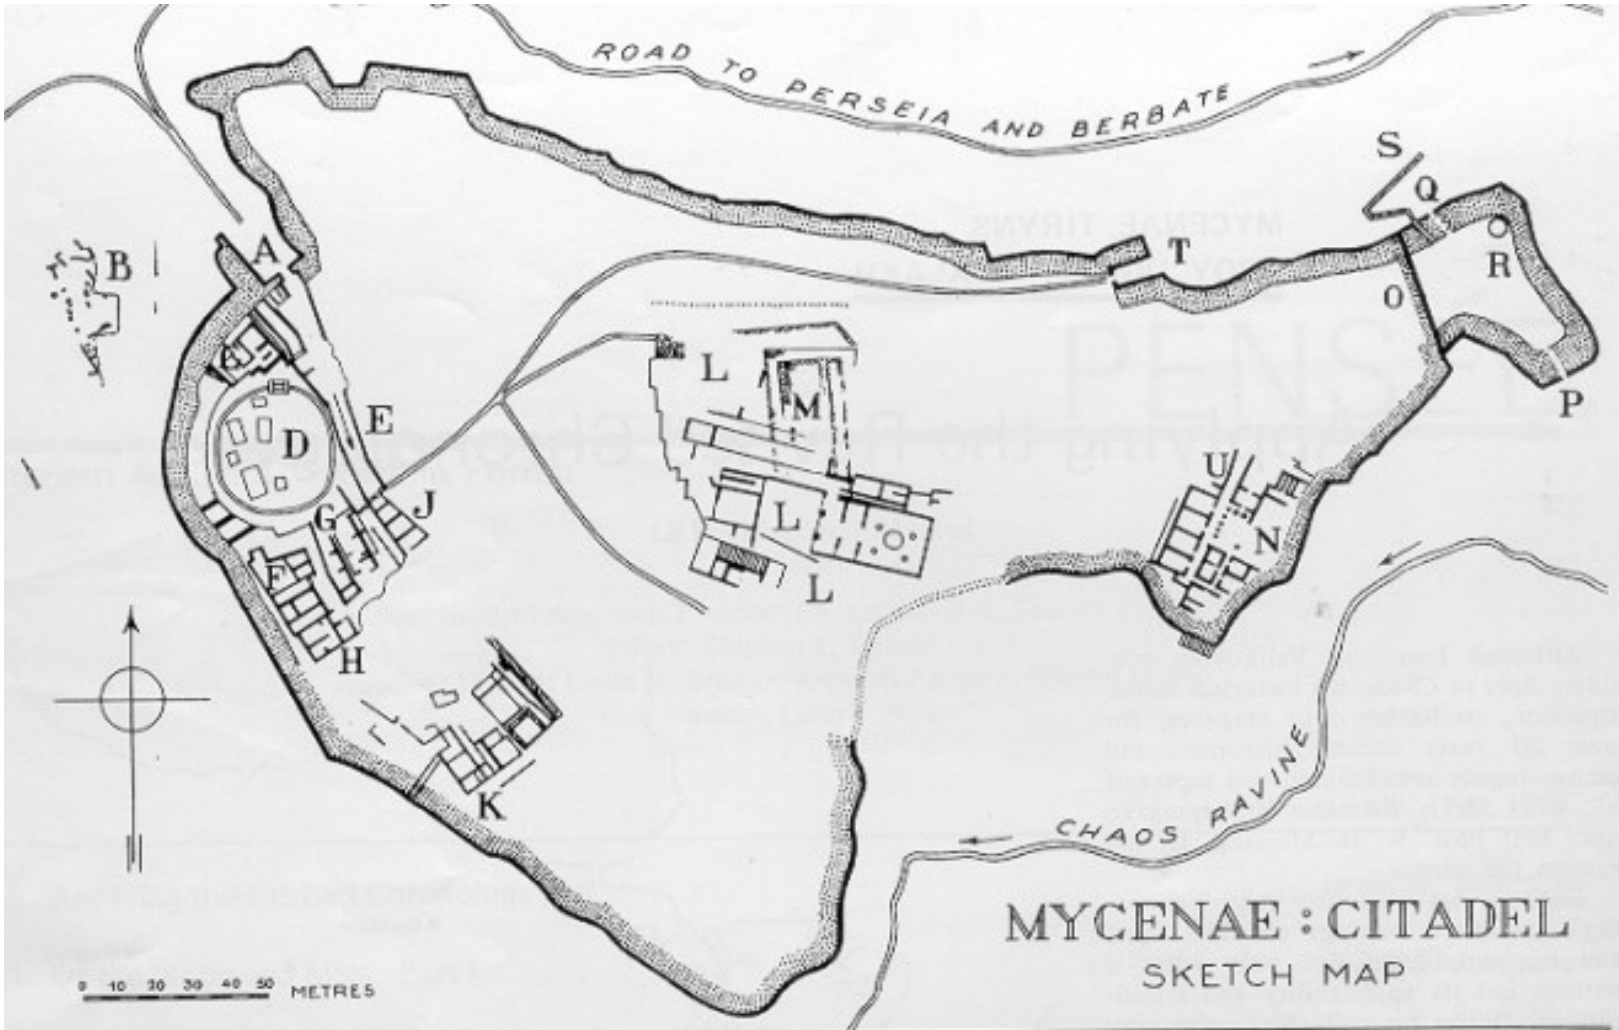 ROAD TO PERSEIA AND BERBATE
S
Q
B
A
T
R
O
C
L
M
P
D
E
U
G
J
L
N
F
L
H
K
CHAOS RAVINE
MYCENAE : CITADEL
SKETCH MAP
0 10 20 30 40 50 METRES